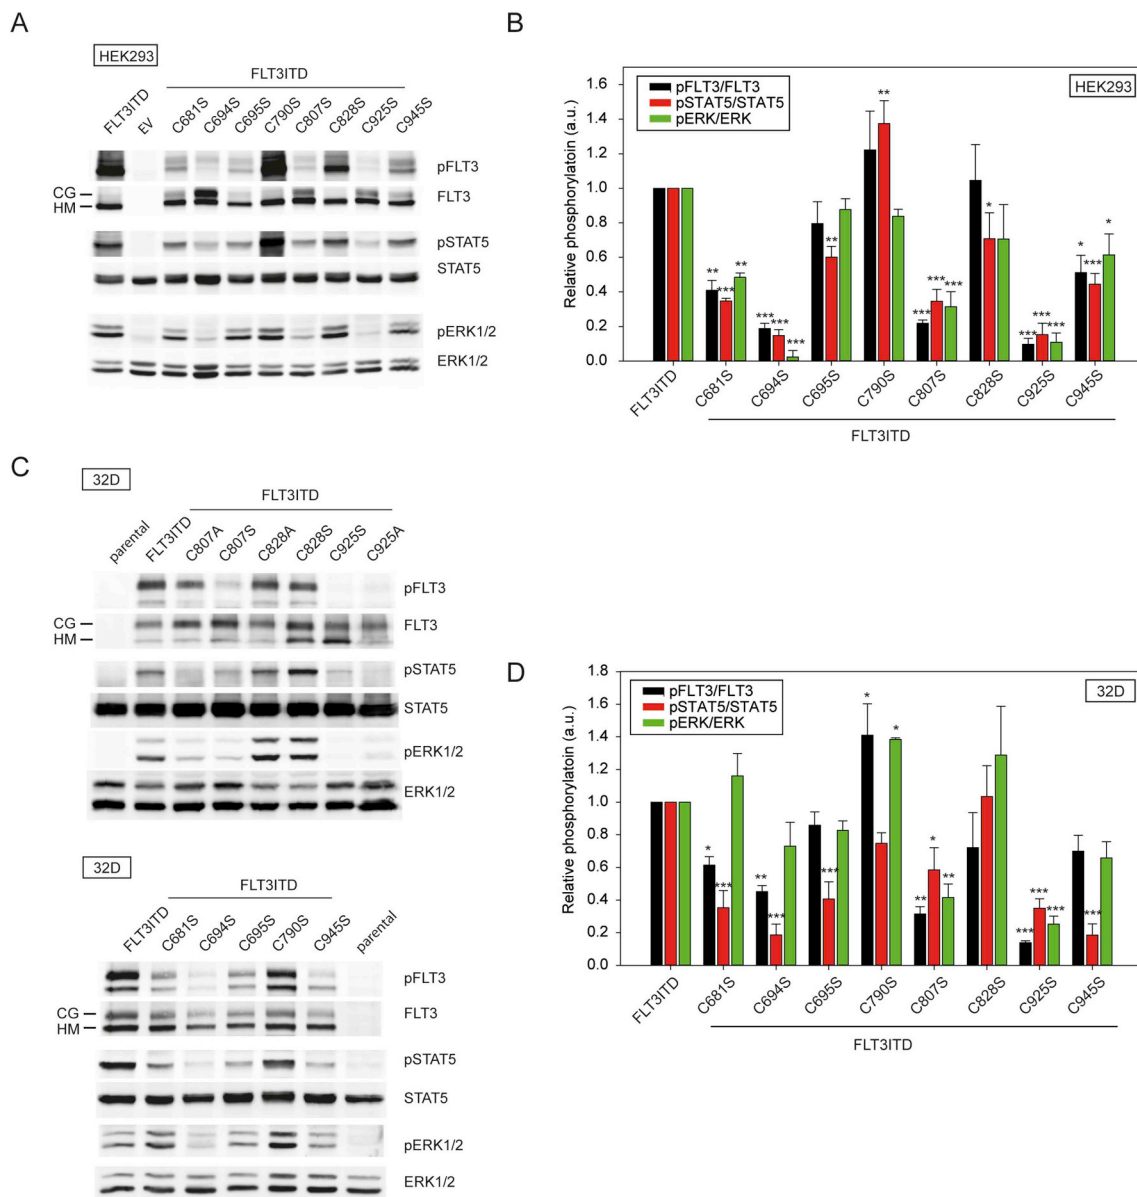 A
HEK293
FLT3ITD
FLT3ITD EV C681S C694S C695S C790S C807S C828S C925S C945S
pFLT3
CG
FLT3
HM
pSTAT5
STAT5
pERK1/2
ERK1/2
B
HEK293
pFLT3/FLT3
pSTAT5/STAT5
pERK/ERK
Relative phosphorylatoin (a.u.)
1.6
1.4
1.2
1.0
0.8
0.6
0.4
0.2
0.0
** *** **
*** *** ***
**
**
*** *** ***
*
*** *** ***
* *** *
FLT3ITD C681S C694S C695S C790S C807S C828S C925S C945S
FLT3ITD
C
32D
FLT3ITD
parental FLT3ITD C807A C807S C828A C828S C925S C925A
pFLT3
CG
FLT3
HM
pSTAT5
STAT5
pERK1/2
ERK1/2
32D
FLT3ITD
FLT3ITD C681S C694S C695S C790S C945S parental
pFLT3
CG
FLT3
HM
pSTAT5
STAT5
pERK1/2
ERK1/2
D
32D
pFLT3/FLT3
pSTAT5/STAT5
pERK/ERK
Relative phosphorylatoin (a.u.)
1.8
1.6
1.4
1.2
1.0
0.8
0.6
0.4
0.2
0.0
* ***
** ***
***
* *
** * **
*** *** ***
***
FLT3ITD C681S C694S C695S C790S C807S C828S C925S C945S
FLT3ITD